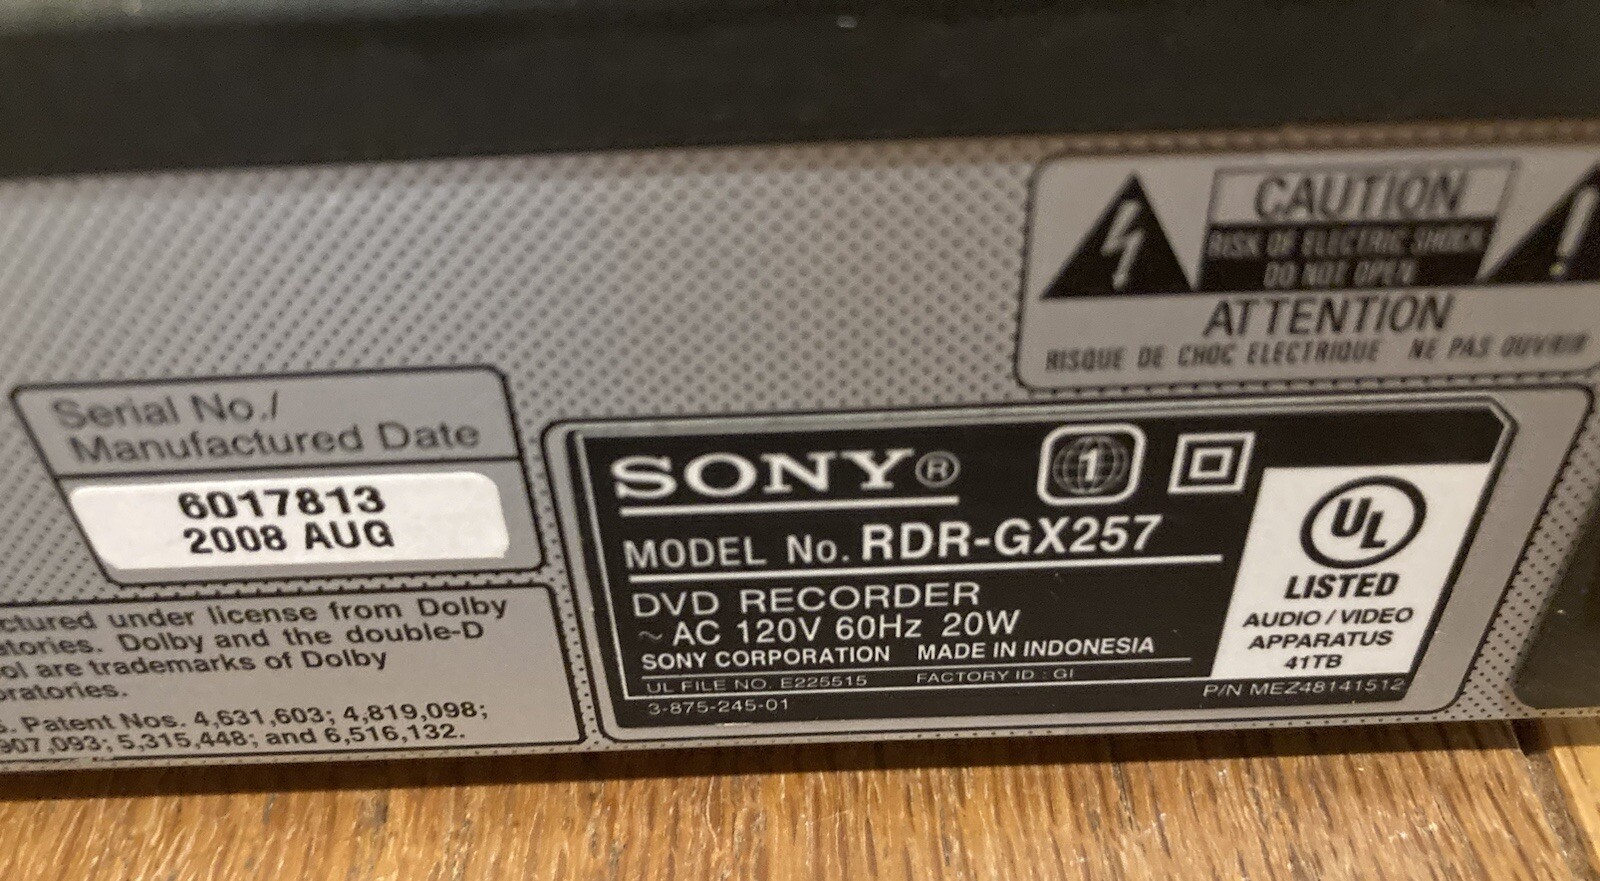 CAUTION
RISK OF ELECTRIC SHOCK
DO NOT OPEN
ATTENTION
RISQUE DE CHOC ELECTRIQUE NE PAS OUVRIR
Serial No./
Manufactured Date
6017813
2008 AUG
SONY®
1
MODEL No. RDR-GX257
DVD RECORDER
~ AC 120V 60Hz 20W
SONY CORPORATION MADE IN INDONESIA
UL FILE NO. E225515 FACTORY ID : GI
3-875-245-01
UL
LISTED
AUDIO / VIDEO
APPARATUS
41TB
P/N MEZ48141512
ctured under license from Dolby
atories. Dolby and the double-D
ol are trademarks of Dolby
oratories.
s. Patent Nos. 4,631,603; 4,819,098;
907,093; 5,315,448; and 6,516,132.